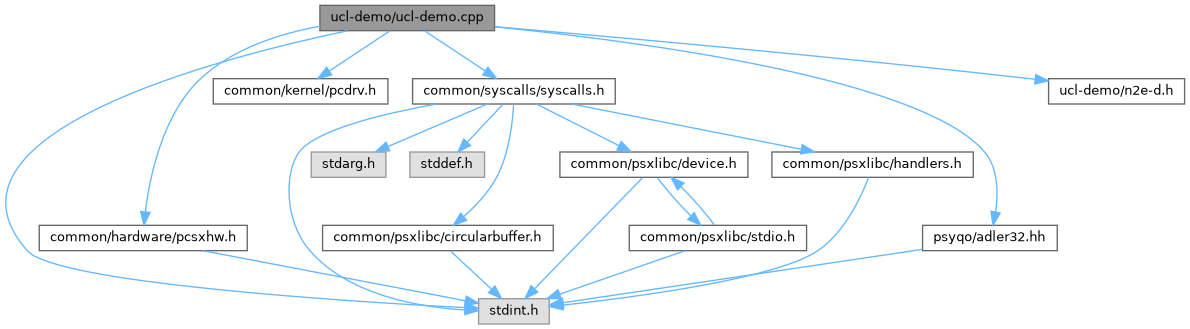 ucl-demo/ucl-demo.cpp
common/kernel/pcdrv.h
common/syscalls/syscalls.h
ucl-demo/n2e-d.h
stdarg.h
stddef.h
common/psxlibc/device.h
common/psxlibc/handlers.h
common/hardware/pcsxhw.h
common/psxlibc/circularbuffer.h
common/psxlibc/stdio.h
psyqo/adler32.hh
stdint.h